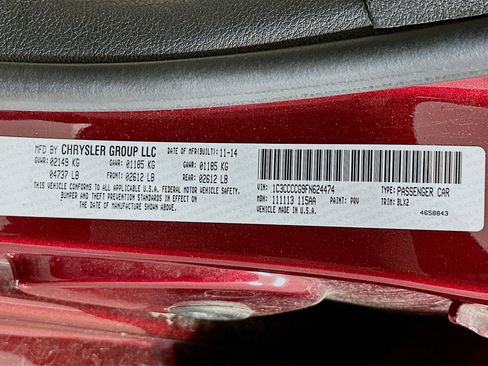 MFD BY CHRYSLER GROUP LLC DATE OF MFR(BUILT): 11-14
GVWR: 02149 KG GAWR: 01185 KG GAWR: 01185 KG
04737 LB FRONT: 02612 LB REAR: 02612 LB
THIS VEHICLE CONFORMS TO ALL APPLICABLE U.S.A. FEDERAL MOTOR VEHICLE SAFETY,
BUMPER AND THEFT PREVENTION STANDARDS IN EFFECT ON THE
DATE OF MANUFACTURE SHOWN ABOVE.
VIN: 1C3CCCCG9FN624474 TYPE: PASSENGER CAR
MDH: 111113 115AA PAINT: PRV TRIM: BLX2
VEHICLE MADE IN U.S.A. 4658843